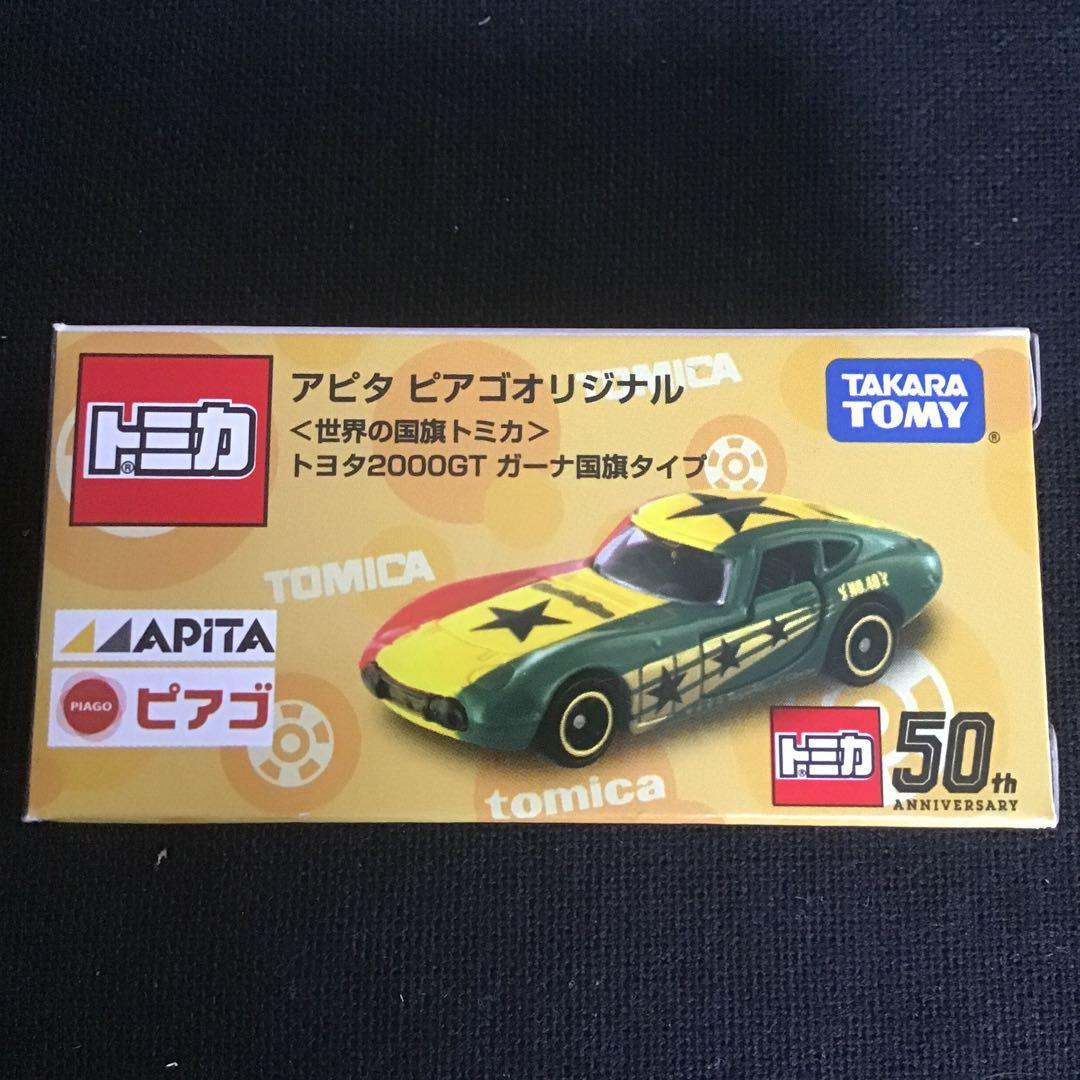 トミカ®
アピタ ピアゴオリジナル
<世界の国旗トミカ>
トヨタ2000GT ガーナ国旗タイプ
TAKARA
TOMY®
TOMICA
TOMICA
APiTA
PIAGO ピアゴ
NO.40
tomica
トミカ®
50th
ANNIVERSARY